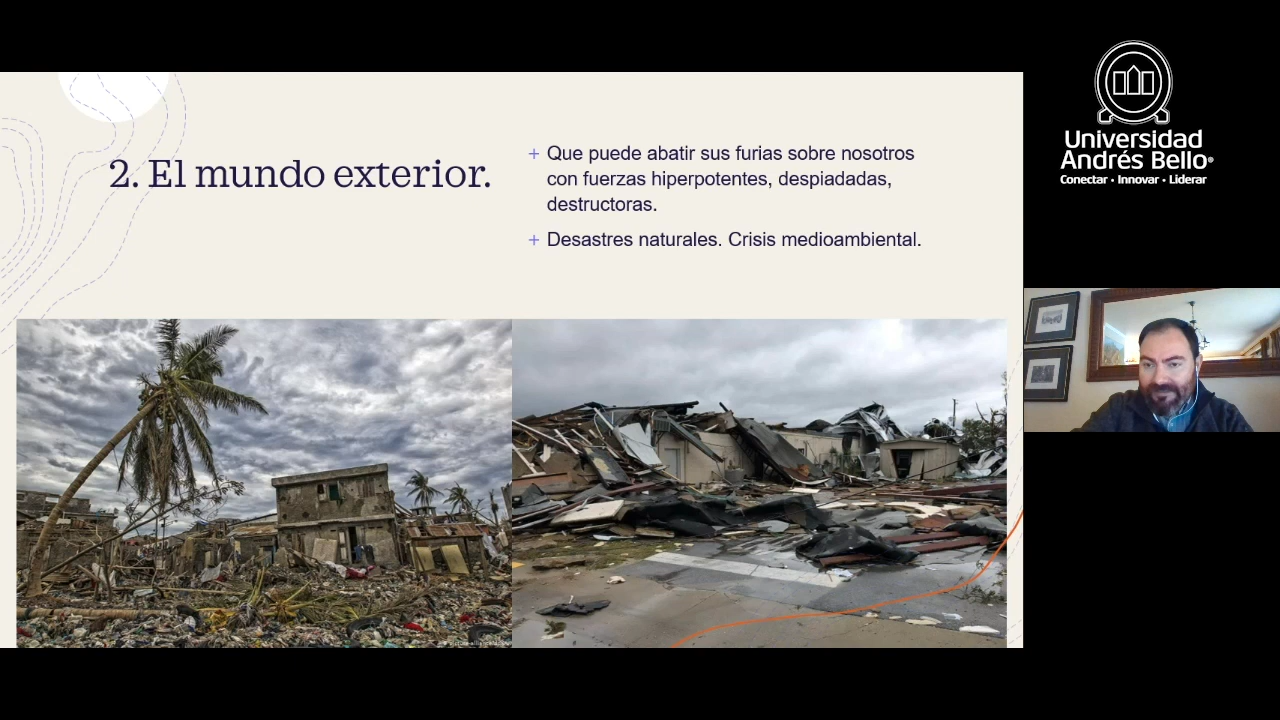 2. El mundo exterior.
+ Que puede abatir sus furias sobre nosotros
con fuerzas hiperpotentes, despiadadas,
destructoras.
+ Desastres naturales. Crisis medioambiental.
Universidad
Andrés Bello®
Conectar • Innovar • Liderar